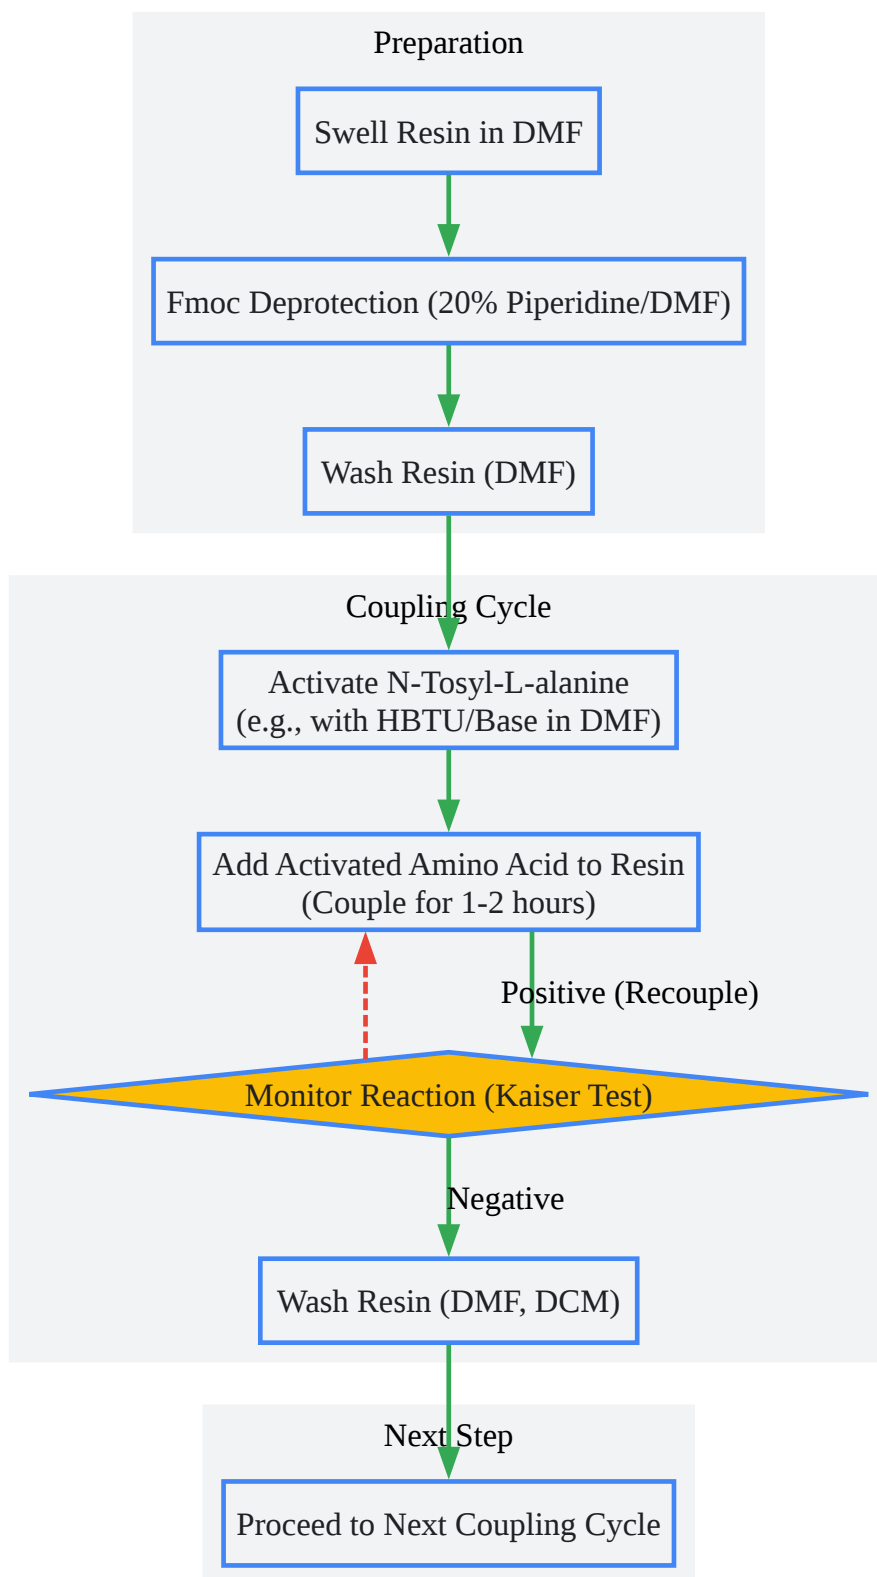 Preparation
Swell Resin in DMF
Fmoc Deprotection (20% Piperidine/DMF)
Wash Resin (DMF)
Coupling Cycle
Activate N-Tosyl-L-alanine
(e.g., with HBTU/Base in DMF)
Add Activated Amino Acid to Resin
(Couple for 1-2 hours)
Positive (Recouple)
Monitor Reaction (Kaiser Test)
Negative
Wash Resin (DMF, DCM)
Next Step
Proceed to Next Coupling Cycle